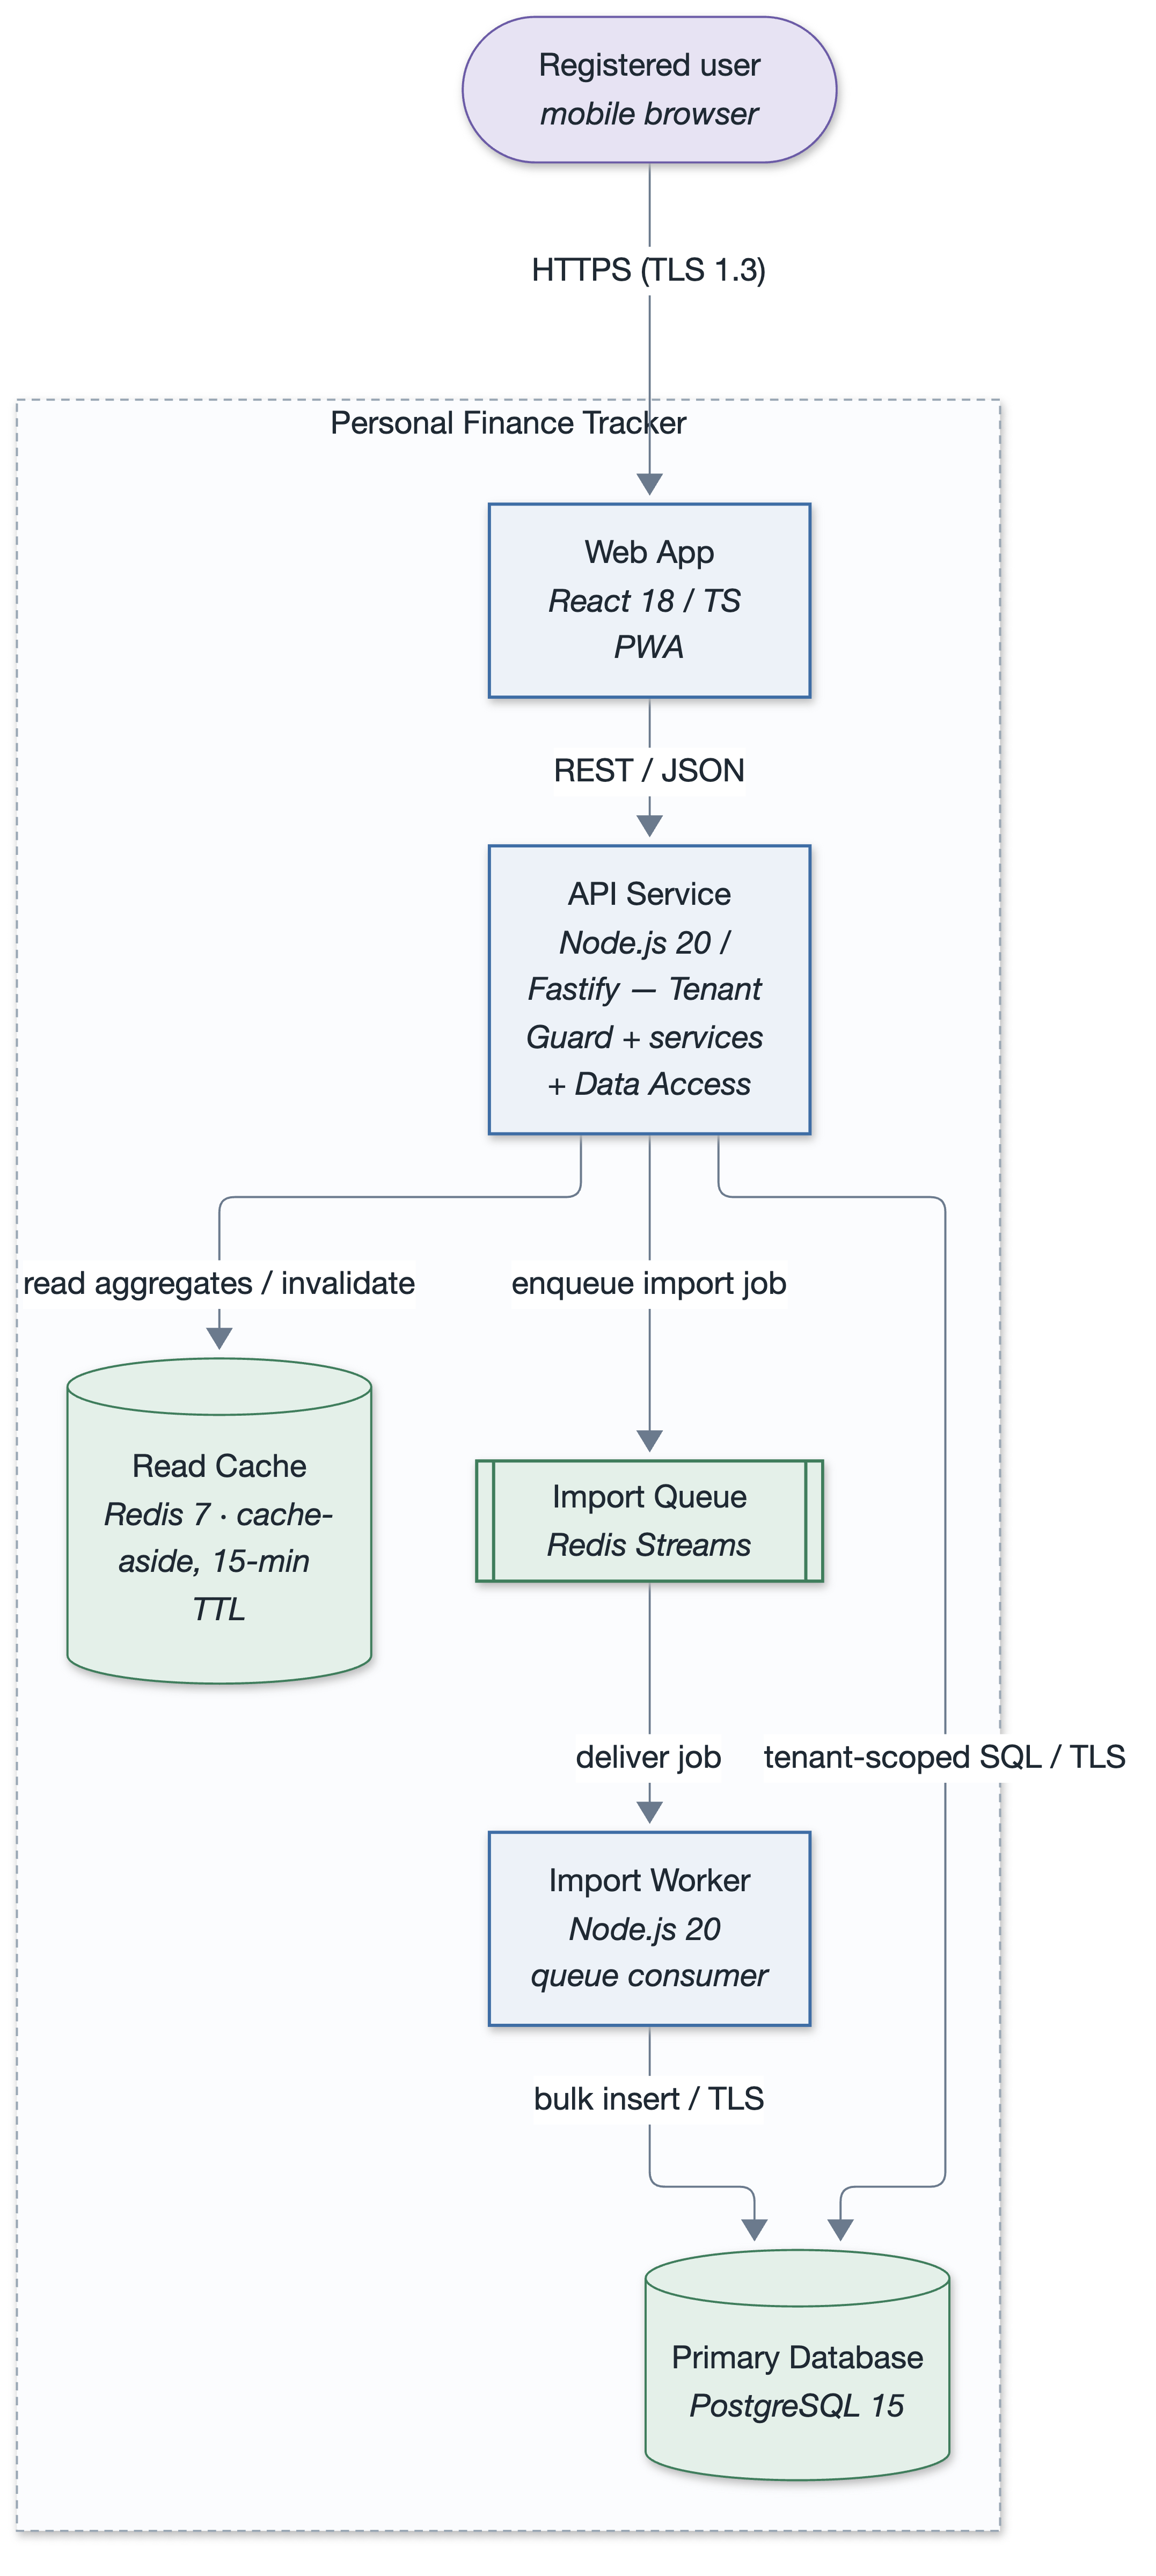 Registered user
mobile browser
HTTPS (TLS 1.3)
Personal Finance Tracker
Web App
React 18 / TS
PWA
REST / JSON
API Service
Node.js 20 /
Fastify — Tenant
Guard + services
+ Data Access
read aggregates / invalidate
enqueue import job
Read Cache
Redis 7 · cache-
aside, 15-min
TTL
Import Queue
Redis Streams
deliver job
tenant-scoped SQL / TLS
Import Worker
Node.js 20
queue consumer
bulk insert / TLS
Primary Database
PostgreSQL 15